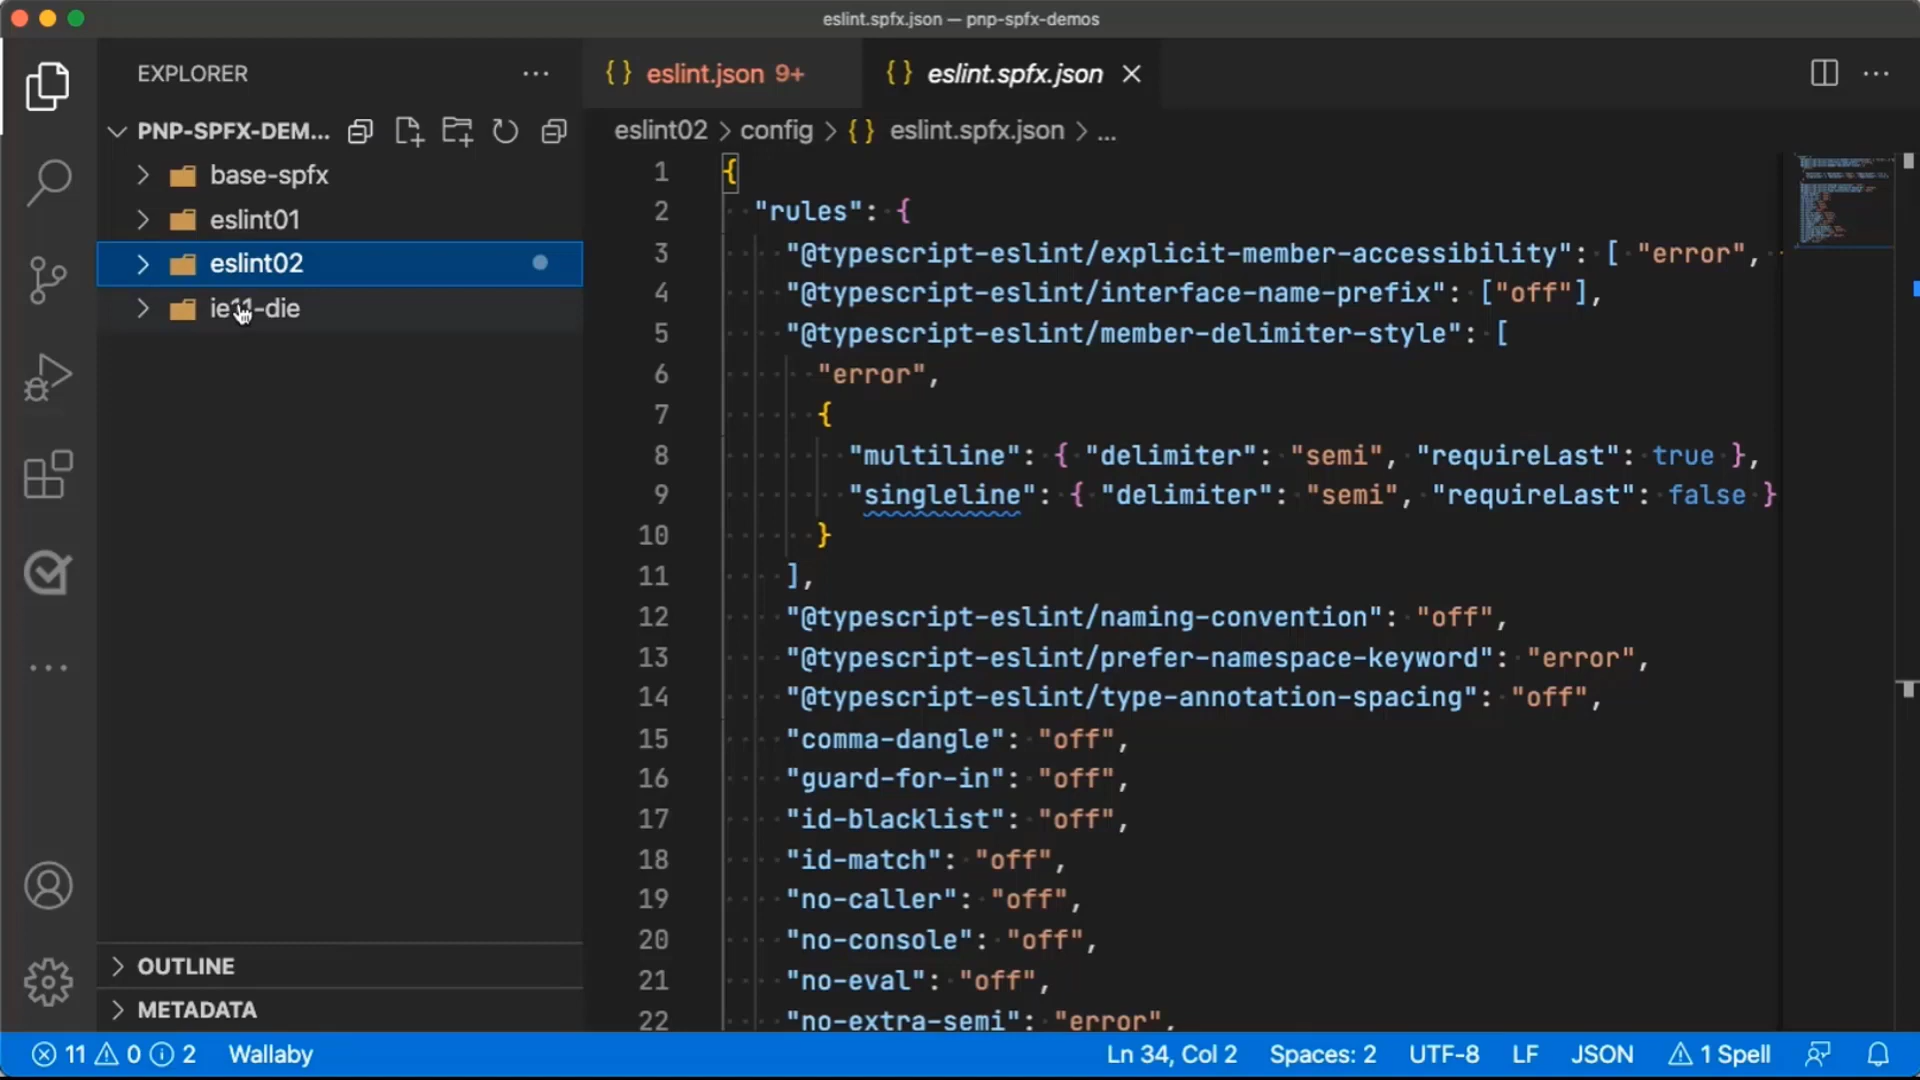 eslint.spfx.json — pnp-spfx-demos
EXPLORER
PNP-SPFX-DEM...
base-spfx
eslint01
eslint02
ie11-die
OUTLINE
METADATA
{} eslint.json 9+
{} eslint.spfx.json
eslint02 > config > {} eslint.spfx.json > ...
1 {
2 "rules": {
3 "@typescript-eslint/explicit-member-accessibility": [ "error",
4 "@typescript-eslint/interface-name-prefix": ["off"],
5 "@typescript-eslint/member-delimiter-style": [
6 "error",
7 {
8 "multiline": { "delimiter": "semi", "requireLast": true },
9 "singleline": { "delimiter": "semi", "requireLast": false }
10 }
11 ],
12 "@typescript-eslint/naming-convention": "off",
13 "@typescript-eslint/prefer-namespace-keyword": "error",
14 "@typescript-eslint/type-annotation-spacing": "off",
15 "comma-dangle": "off",
16 "guard-for-in": "off",
17 "id-blacklist": "off",
18 "id-match": "off",
19 "no-caller": "off",
20 "no-console": "off",
21 "no-eval": "off",
22 "no-extra-semi": "error",
11 0 2 Wallaby Ln 34, Col 2 Spaces: 2 UTF-8 LF JSON 1 Spell